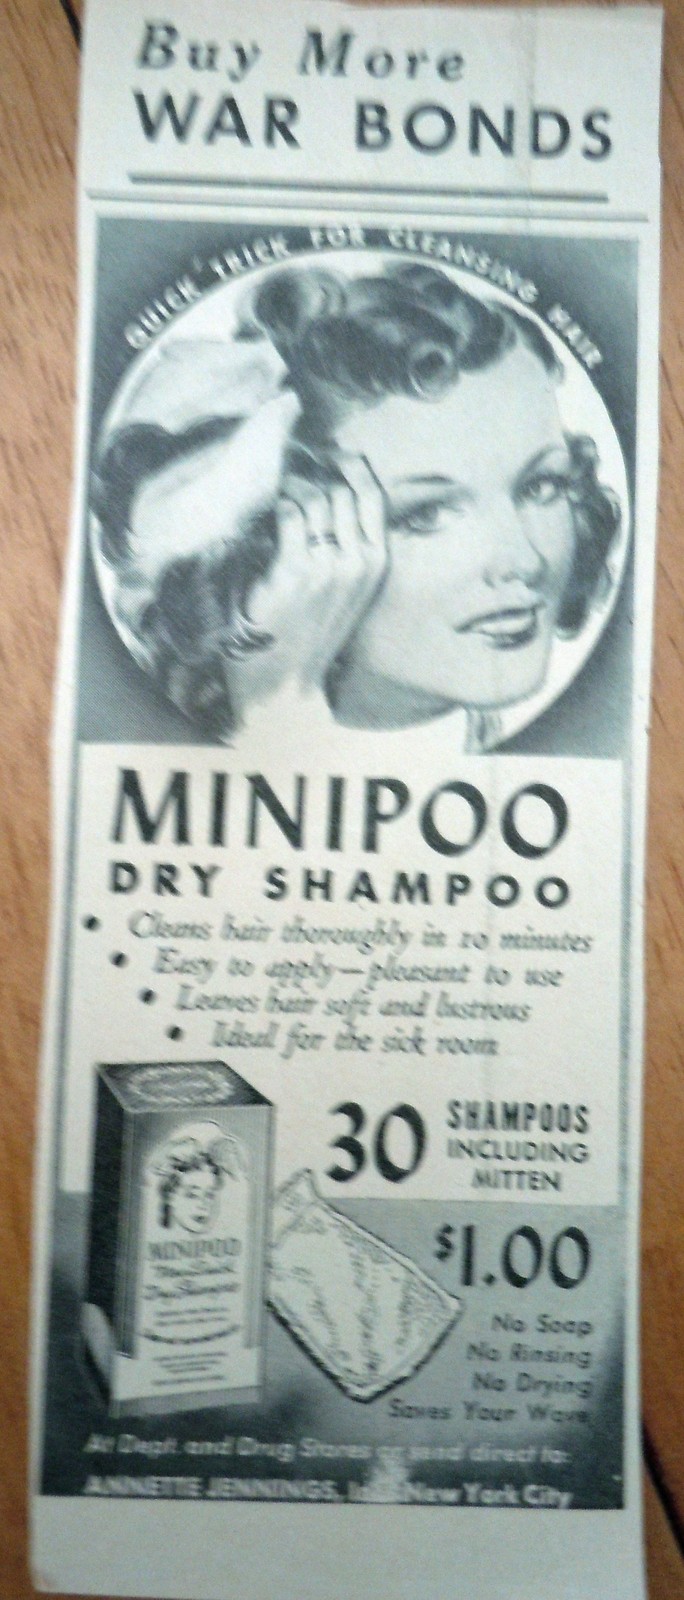 Buy More
WAR BONDS
QUICK TRICK FOR CLEANSING HAIR
MINIPOO
DRY SHAMPOO
• Cleans hair thoroughly in 10 minutes
• Easy to apply—pleasant to use
• Leaves hair soft and lustrous
• Ideal for the sick room
30 SHAMPOOS
INCLUDING
MITTEN
$1.00
MINIPOO
Dry Shampoo
No Soap
No Rinsing
No Drying
Saves Your Wave
At Dept. and Drug Stores or send direct to:
ANNETTE JENNINGS, New York City